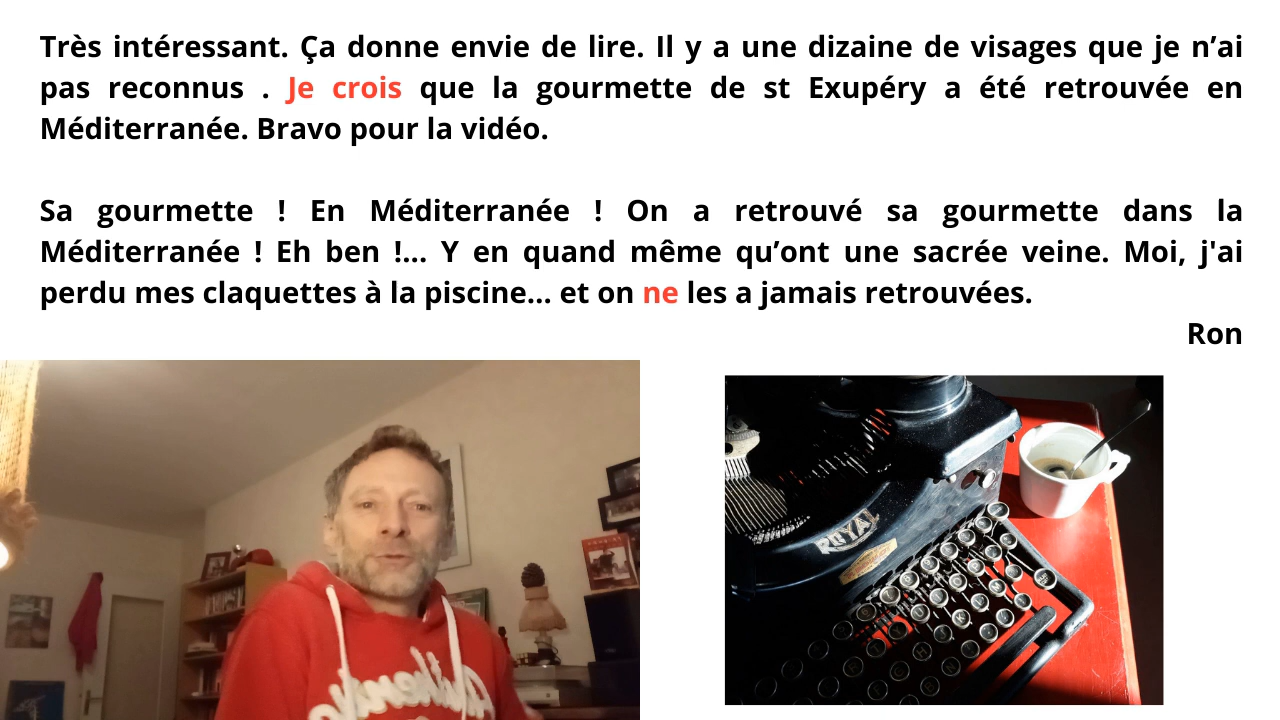 Très intéressant. Ça donne envie de lire. Il y a une dizaine de visages que je n’ai
pas reconnus . Je crois que la gourmette de st Exupéry a été retrouvée en
Méditerranée. Bravo pour la vidéo.
Sa gourmette ! En Méditerranée ! On a retrouvé sa gourmette dans la
Méditerranée ! Eh ben !... Y en quand même qu’ont une sacrée veine. Moi, j'ai
perdu mes claquettes à la piscine... et on ne les a jamais retrouvées.
Ron
ROYAL